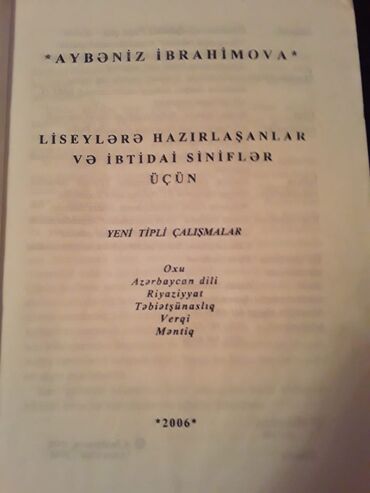 *AYBƏNİZ İBRAHİMOVA*
LİSEYLƏRƏ HAZIRLAŞANLAR
VƏ İBTİDAİ SİNİFLƏR
ÜÇÜN
YENİ TİPLİ ÇALIŞMALAR
Oxu
Azərbaycan dili
Riyaziyyat
Təbiətşünaslıq
Verqi
Məntiq
*2006*